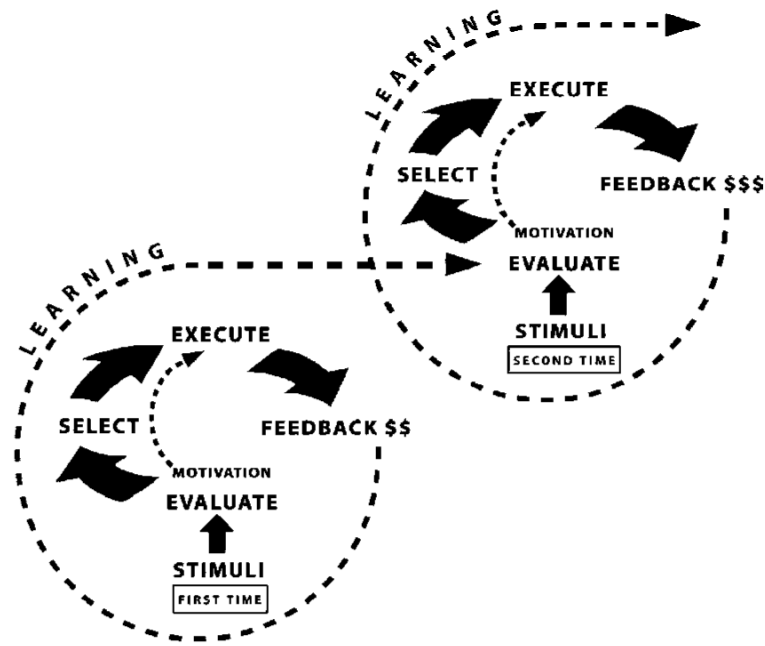 LEARNING
EXECUTE
SELECT
FEEDBACK $$$
MOTIVATION
EVALUATE
STIMULI
SECOND TIME
LEARNING
EXECUTE
SELECT
FEEDBACK $$
MOTIVATION
EVALUATE
STIMULI
FIRST TIME